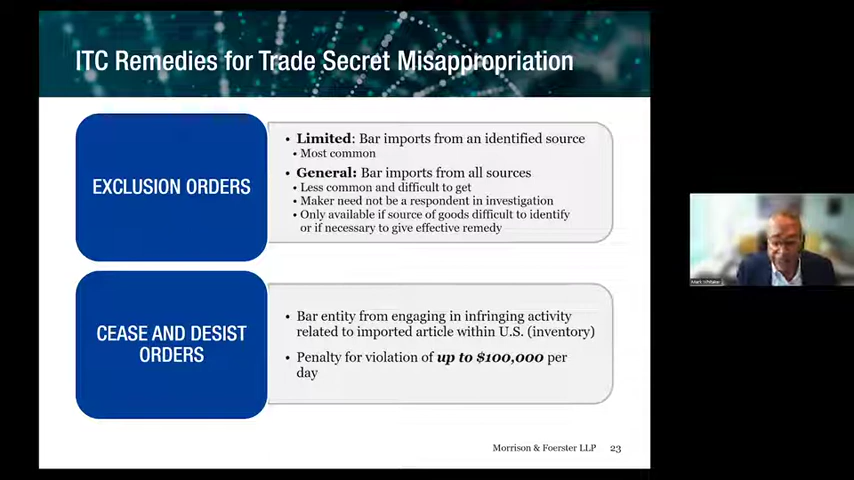 ITC Remedies for Trade Secret Misappropriation
EXCLUSION ORDERS
• Limited: Bar imports from an identified source
• Most common
• General: Bar imports from all sources
• Less common and difficult to get
• Maker need not be a respondent in investigation
• Only available if source of goods difficult to identify
or if necessary to give effective remedy
CEASE AND DESIST
ORDERS
• Bar entity from engaging in infringing activity
related to imported article within U.S. (inventory)
• Penalty for violation of up to $100,000 per
day
Morrison & Foerster LLP 23
Mark Whitaker